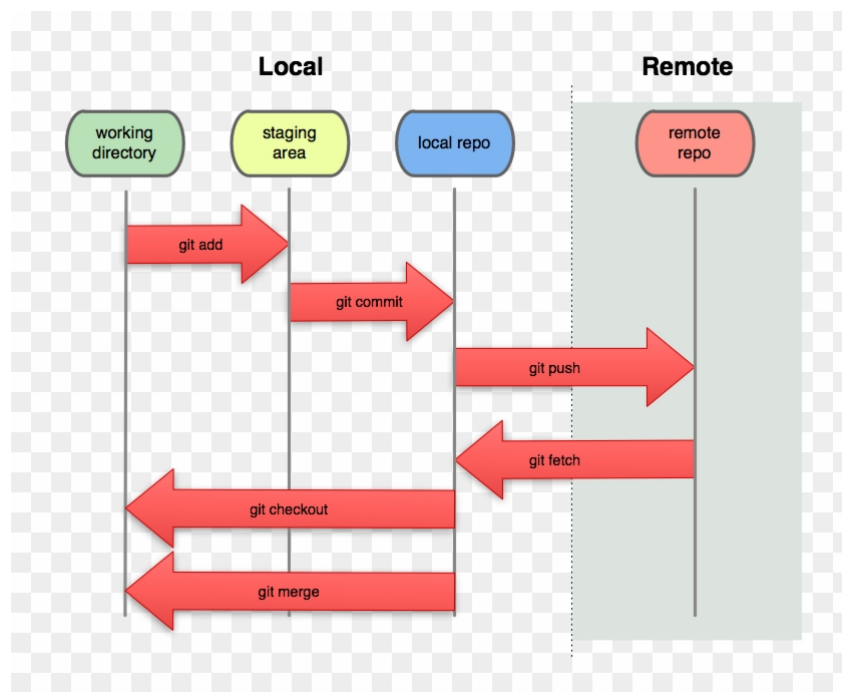 Local
Remote
working
directory
staging
area
local repo
remote
repo
git add
git commit
git push
git fetch
git checkout
git merge